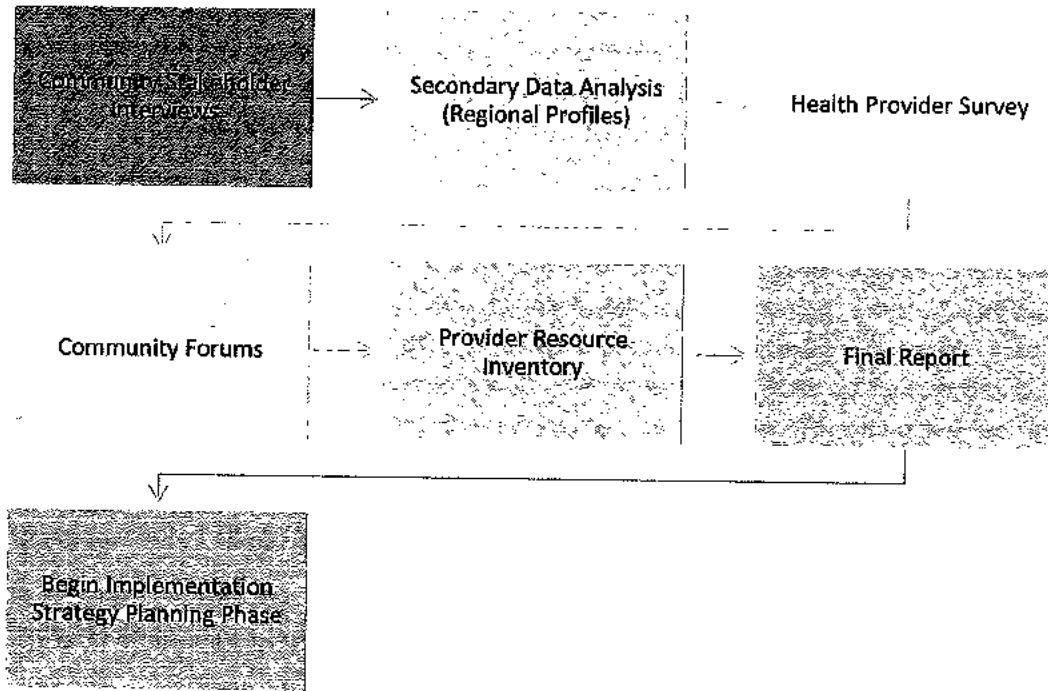 Community Stakeholder
Interviews
Secondary Data Analysis
(Regional Profiles)
Health Provider Survey
Community Forums
Provider Resource
Inventory
Final Report
Begin Implementation
Strategy Planning Phase